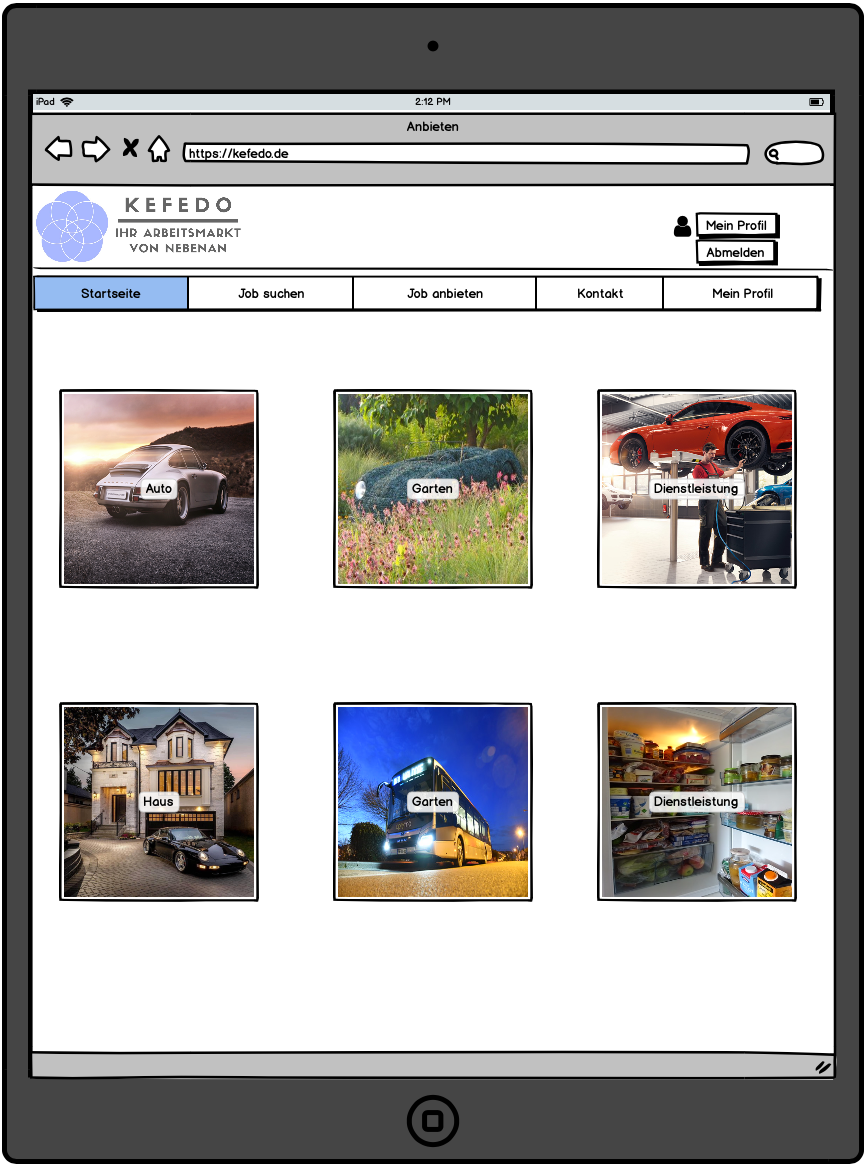 iPad
2:12 PM
Anbieten
https://kefedo.de
KEFEDO
IHR ARBEITSMARKT
VON NEBENAN
Mein Profil
Abmelden
Startseite
Job suchen
Job anbieten
Kontakt
Mein Profil
Auto
Garten
Dienstleistung
Haus
Garten
Dienstleistung